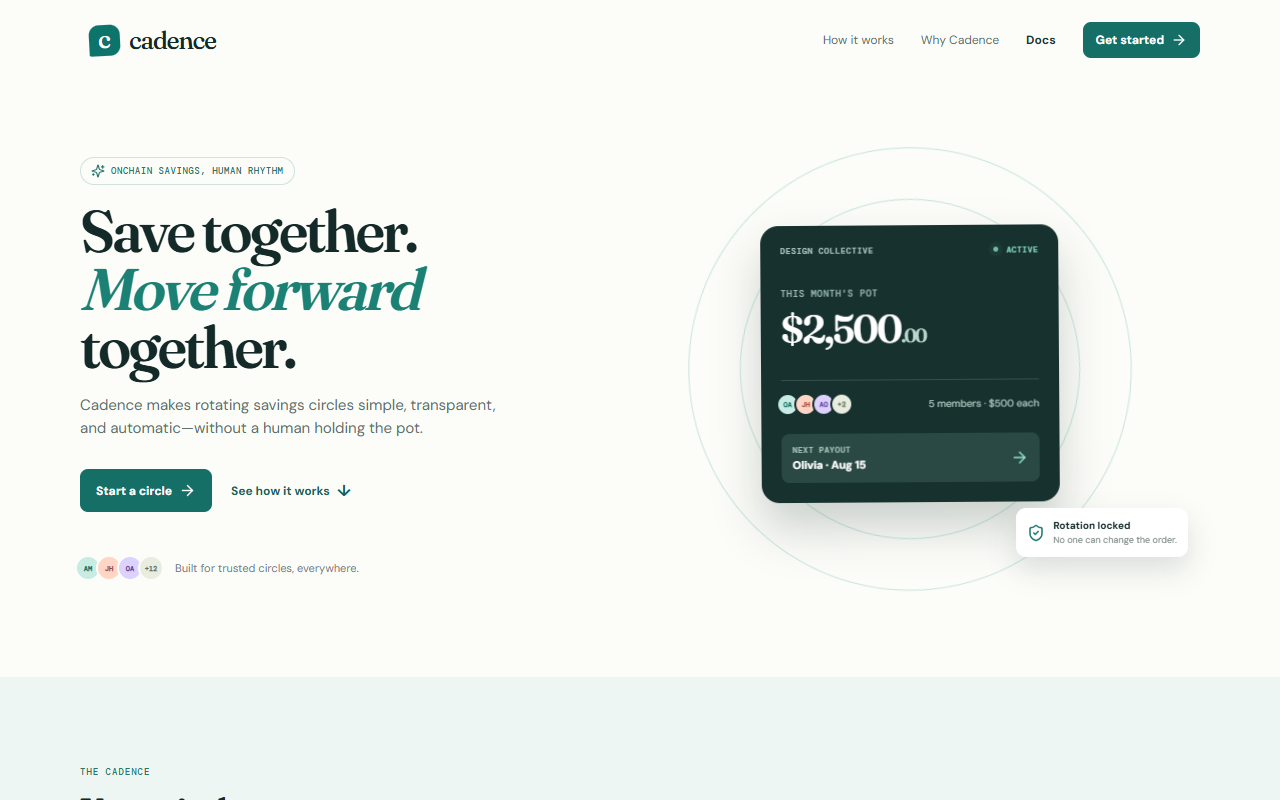 c cadence
How it works
Why Cadence
Docs
Get started
ONCHAIN SAVINGS, HUMAN RHYTHM
Save together.
Move forward
together.
Cadence makes rotating savings circles simple, transparent,
and automatic—without a human holding the pot.
Start a circle
See how it works
AM JH OA +12
Built for trusted circles, everywhere.
DESIGN COLLECTIVE
ACTIVE
THIS MONTH'S POT
$2,500.00
OA JH AO +2
5 members · $500 each
NEXT PAYOUT
Olivia · Aug 15
Rotation locked
No one can change the order.
THE CADENCE